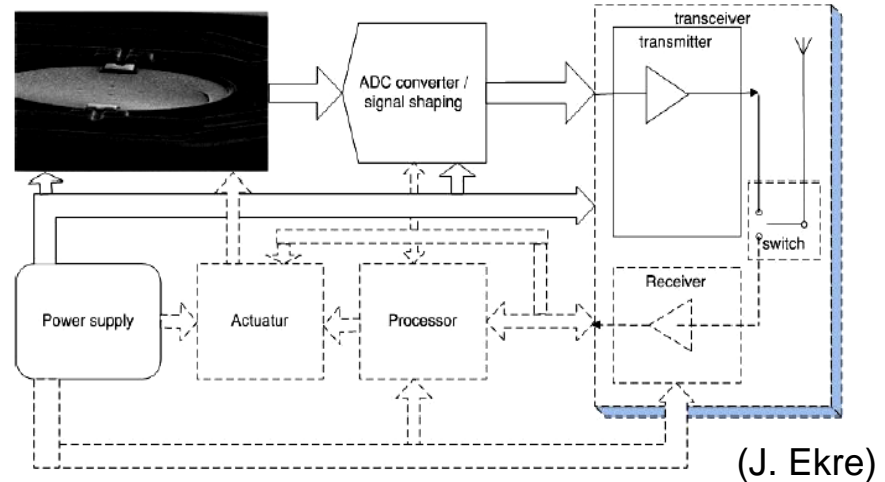 transceiver
transmitter
ADC converter /
signal shaping
switch
Receiver
Power supply
Actuatur
Processor
(J. Ekre)